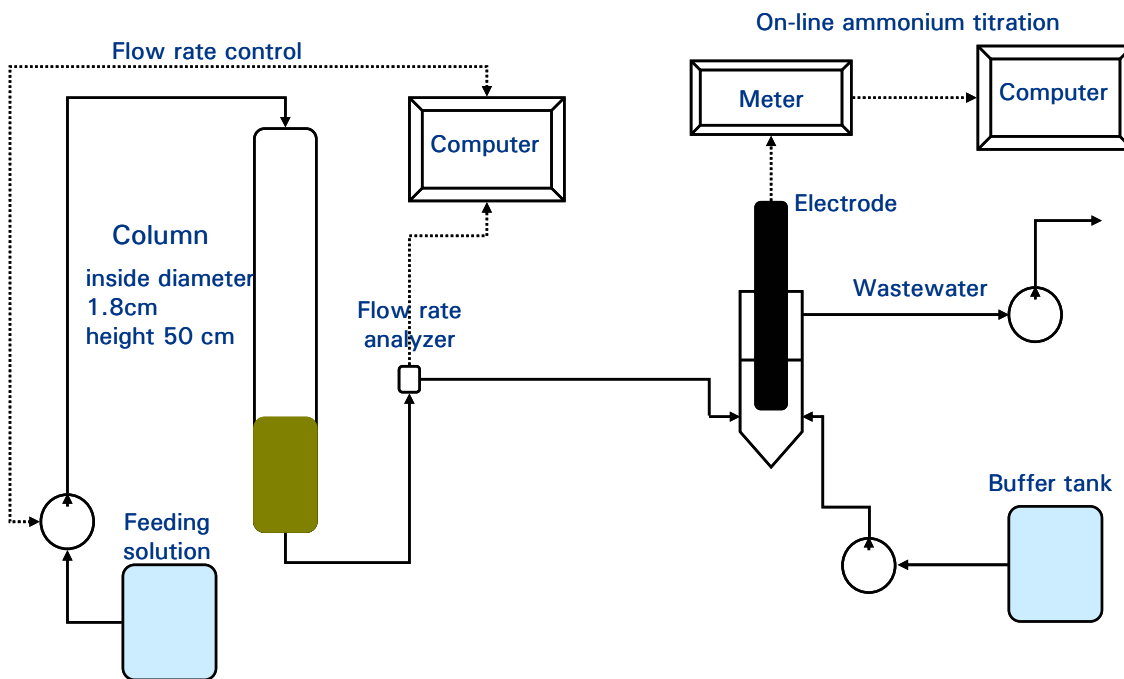 On-line ammonium titration
Flow rate control
Meter
Computer
Computer
Electrode
Column
inside diameter
1.8cm
height 50 cm
Wastewater
Flow rate
analyzer
Buffer tank
Feeding
solution